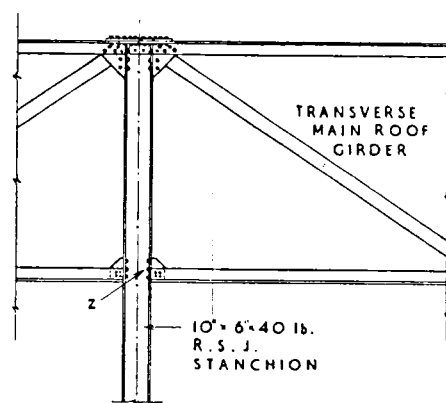 TRANSVERSE
MAIN ROOF
GIRDER
Z
10" × 6" × 40 lb.
R.S.J.
STANCHION